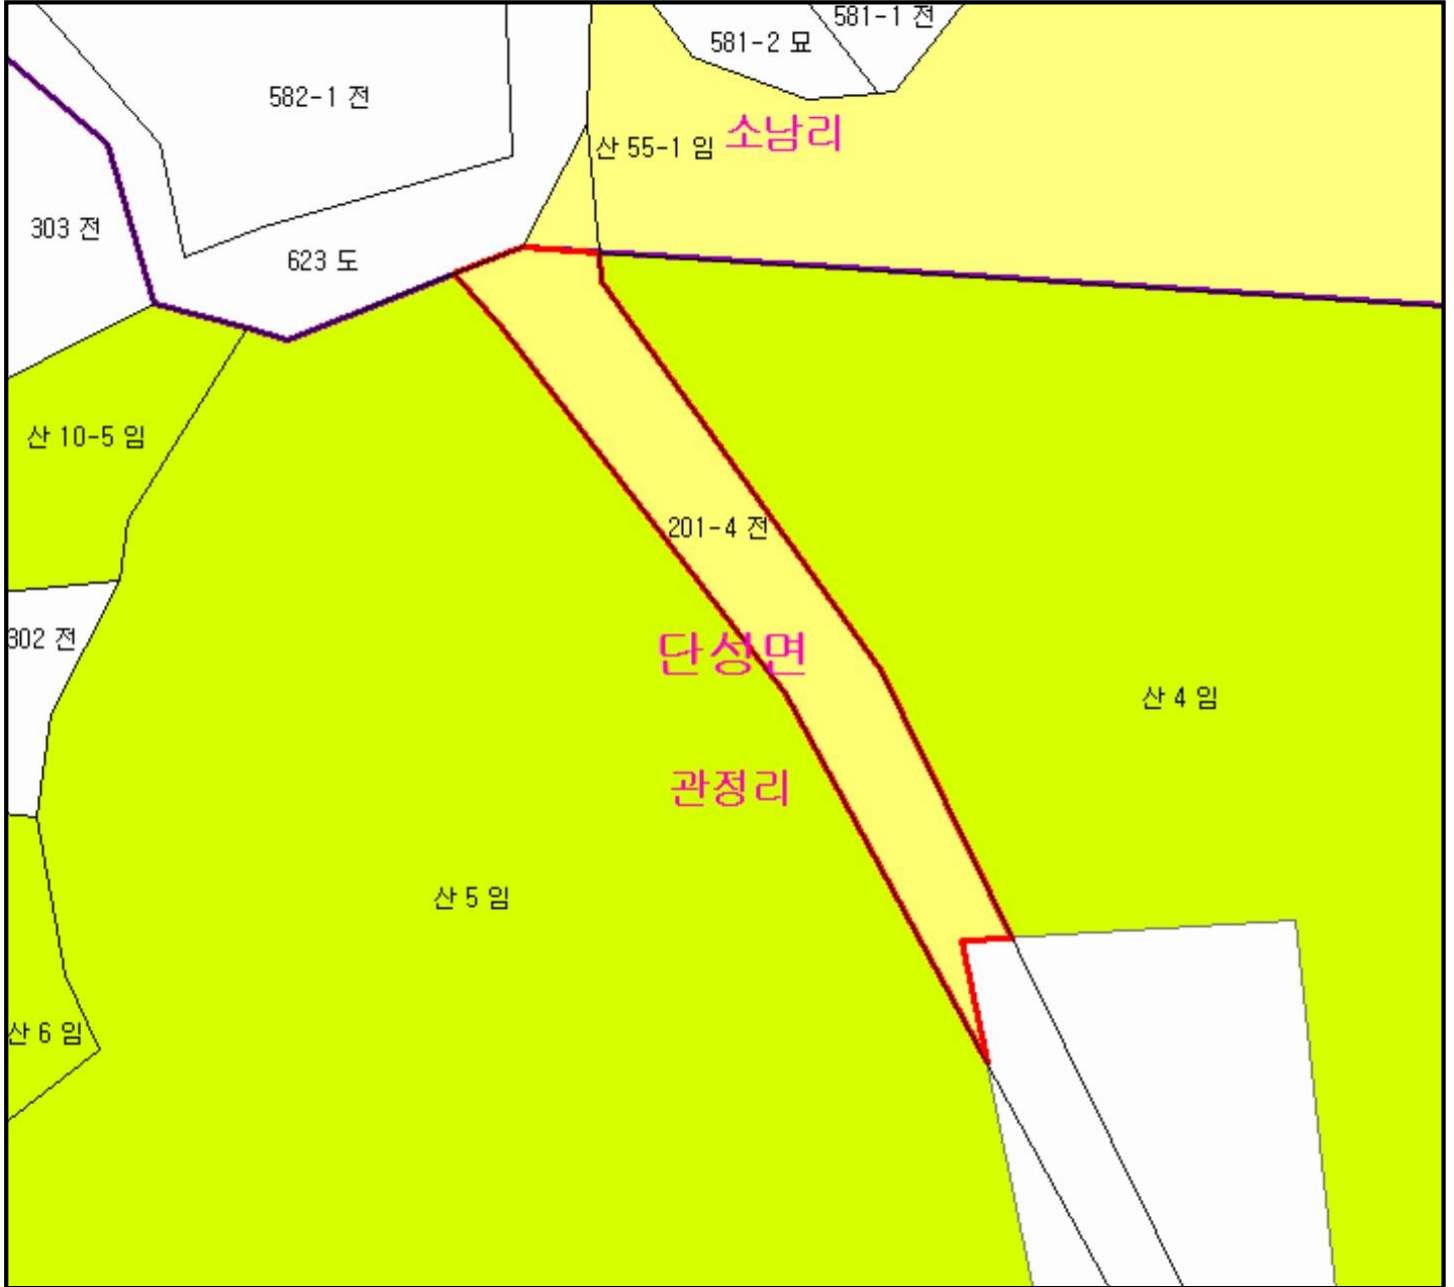 581-1 전
581-2 묘
582-1 전
소남리
산 55-1 임
303 전
623 도
산 10-5 임
201-4 전
302 전
단성면
산 4 임
관정리
산 5 임
산 6 임